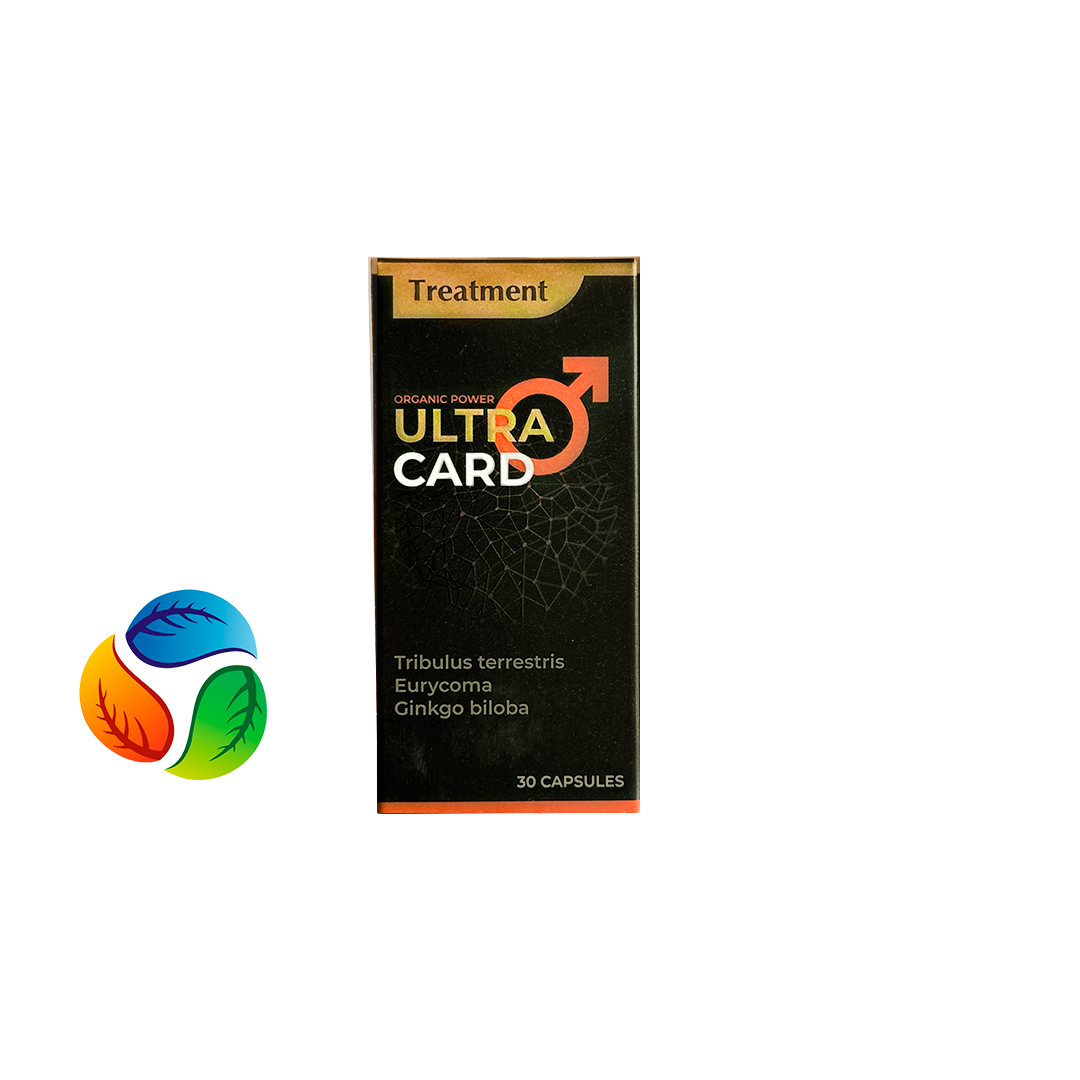 Treatment
ORGANIC POWER
ULTRA
CARD
Tribulus terrestris
Eurycoma
Ginkgo biloba
30 CAPSULES